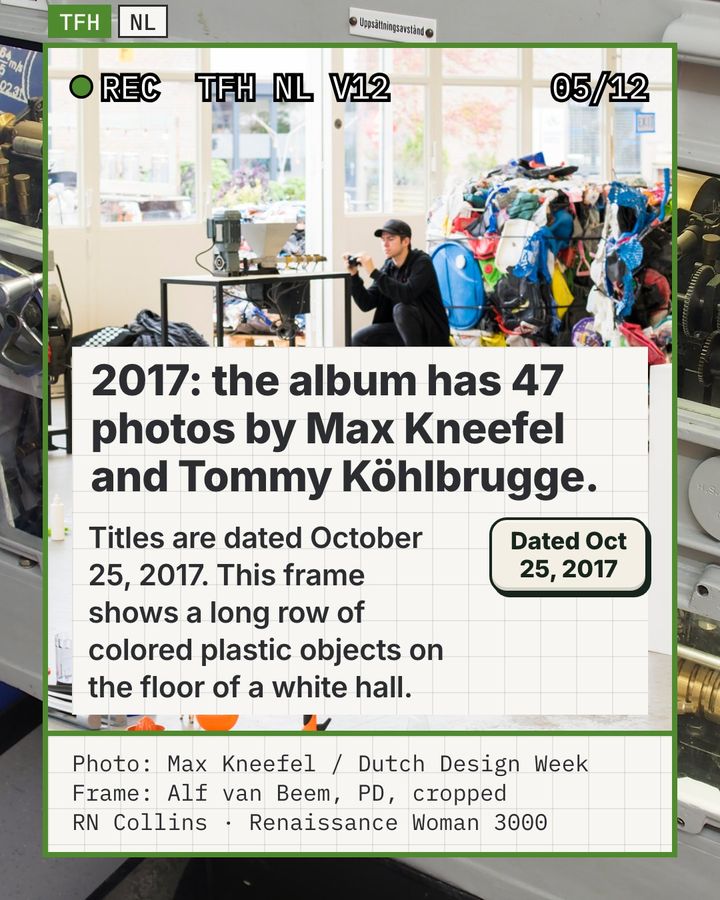 TFH NL
Uppsättningsavstånd
REC TFH NL V12 05/12
EXIT
2017: the album has 47
photos by Max Kneefel
and Tommy Köhlbrugge.
Titles are dated October
25, 2017. This frame
shows a long row of
colored plastic objects on
the floor of a white hall.
Dated Oct
25, 2017
Photo: Max Kneefel / Dutch Design Week
Frame: Alf van Beem, PD, cropped
RN Collins · Renaissance Woman 3000